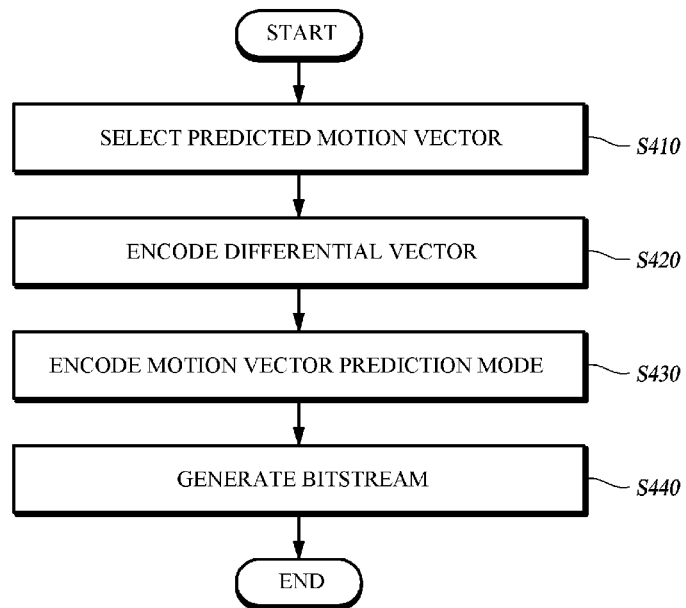 START
SELECT PREDICTED MOTION VECTOR
S410
ENCODE DIFFERENTIAL VECTOR
S420
ENCODE MOTION VECTOR PREDICTION MODE
S430
GENERATE BITSTREAM
S440
END